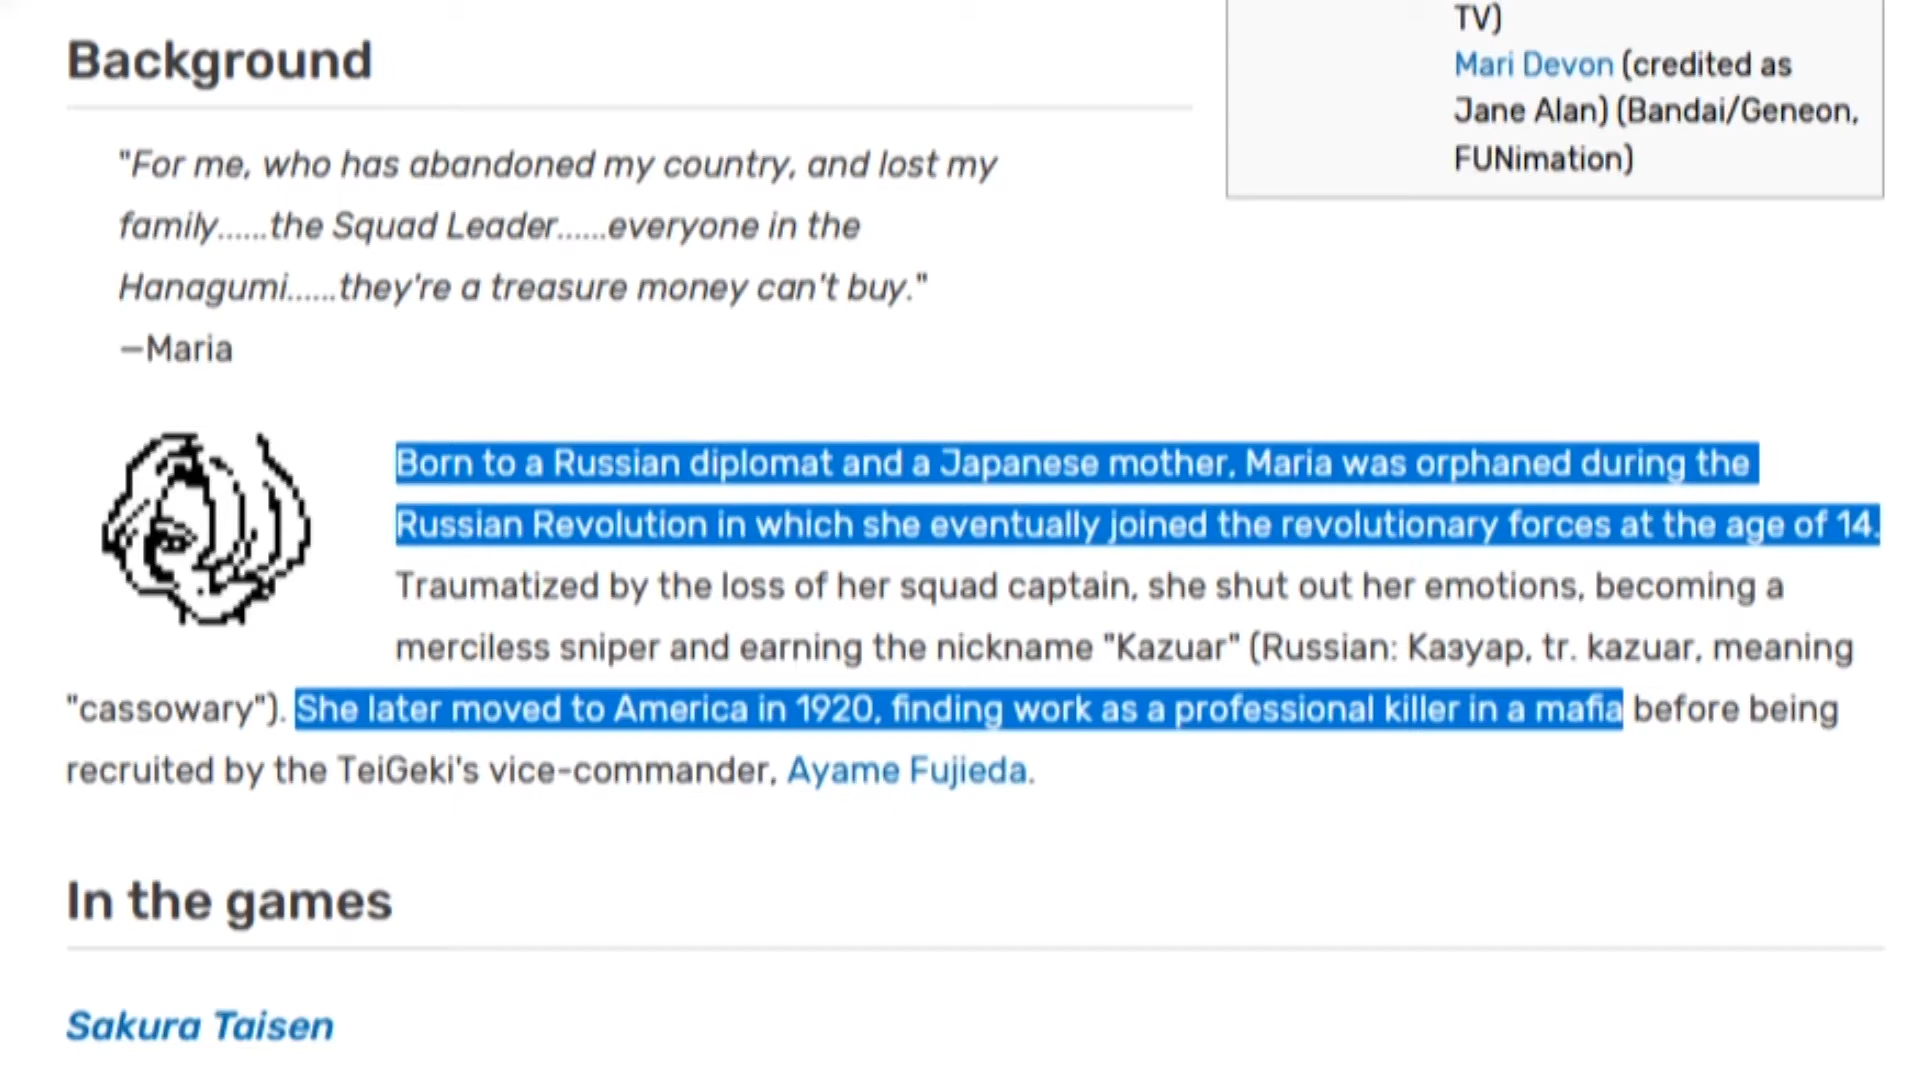 TV)
Mari Devon (credited as
Jane Alan) (Bandai/Geneon,
FUNimation)
Background
"For me, who has abandoned my country, and lost my
family......the Squad Leader......everyone in the
Hanagumi......they're a treasure money can't buy."
—Maria
Born to a Russian diplomat and a Japanese mother, Maria was orphaned during the
Russian Revolution in which she eventually joined the revolutionary forces at the age of 14.
Traumatized by the loss of her squad captain, she shut out her emotions, becoming a
merciless sniper and earning the nickname "Kazuar" (Russian: Казуар, tr. kazuar, meaning
"cassowary"). She later moved to America in 1920, finding work as a professional killer in a mafia before being
recruited by the TeiGeki's vice-commander, Ayame Fujieda.
In the games
Sakura Taisen